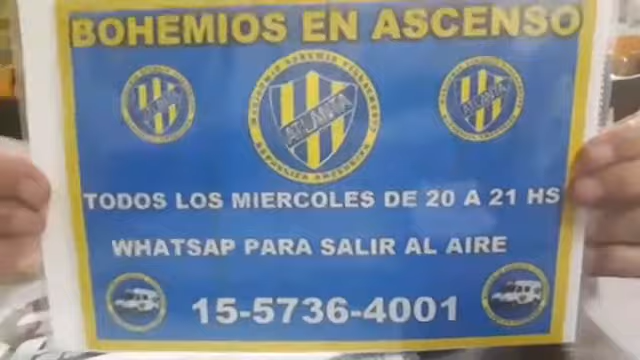 BOHEMIOS EN ASCENSO
ATLANTA
TODOS LOS MIERCOLES DE 20 A 21 HS
WHATSAP PARA SALIR AL AIRE
15-5736-4001